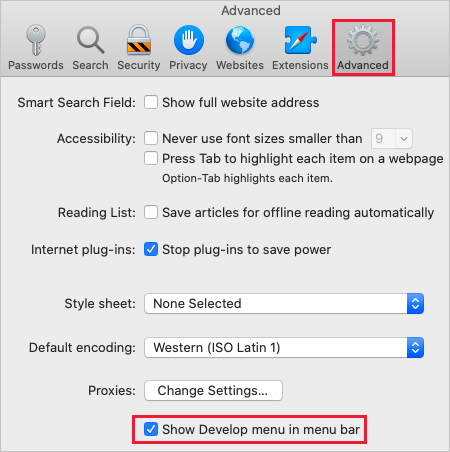 Advanced
Passwords Search Security Privacy Websites Extensions Advanced
Smart Search Field: Show full website address
Accessibility: Never use font sizes smaller than 9
Press Tab to highlight each item on a webpage
Option-Tab highlights each item.
Reading List: Save articles for offline reading automatically
Internet plug-ins: Stop plug-ins to save power
Style sheet: None Selected
Default encoding: Western (ISO Latin 1)
Proxies: Change Settings...
Show Develop menu in menu bar